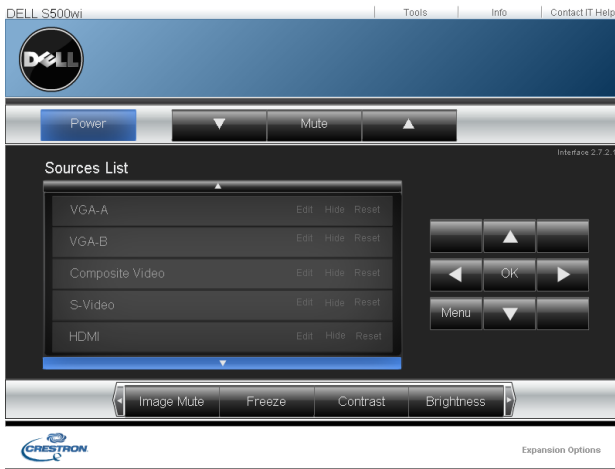 DELL S500wi
Tools Info Contact IT Help
DELL
Power Mute
Interface 2.7.2.
Sources List
VGA-A Edit Hide Reset
VGA-B Edit Hide Reset
Composite Video Edit Hide Reset
S-Video Edit Hide Reset
HDMI Edit Hide Reset
OK
Menu
Image Mute Freeze Contrast Brightness
CRESTRON
Expansion Options